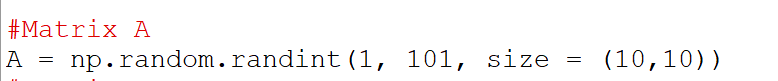 #Matrix A
A = np.random.randint(1, 101, size = (10,10))